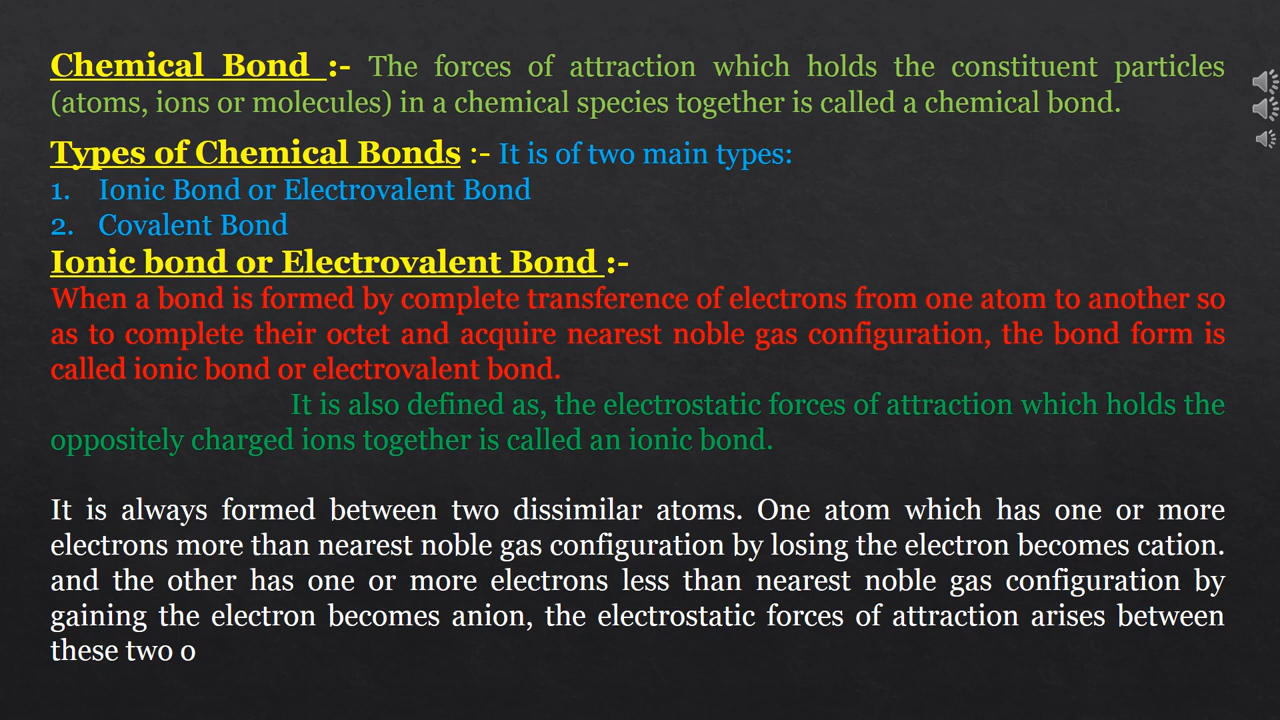 Chemical Bond :- The forces of attraction which holds the constituent particles
(atoms, ions or molecules) in a chemical species together is called a chemical bond.
Types of Chemical Bonds :- It is of two main types:
1. Ionic Bond or Electrovalent Bond
2. Covalent Bond
Ionic bond or Electrovalent Bond :-
When a bond is formed by complete transference of electrons from one atom to another so
as to complete their octet and acquire nearest noble gas configuration, the bond form is
called ionic bond or electrovalent bond.
It is also defined as, the electrostatic forces of attraction which holds the
oppositely charged ions together is called an ionic bond.
It is always formed between two dissimilar atoms. One atom which has one or more
electrons more than nearest noble gas configuration by losing the electron becomes cation.
and the other has one or more electrons less than nearest noble gas configuration by
gaining the electron becomes anion, the electrostatic forces of attraction arises between
these two o